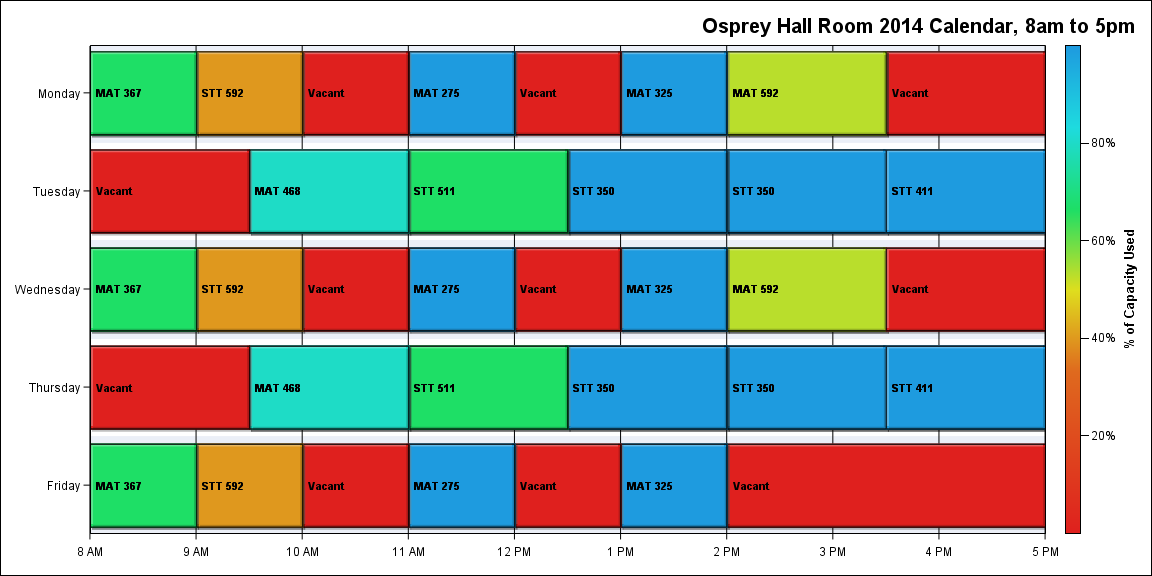 Osprey Hall Room 2014 Calendar, 8am to 5pm
Monday
MAT 367
STT 592
Vacant
MAT 275
Vacant
MAT 325
MAT 592
Vacant
Tuesday
Vacant
MAT 468
STT 511
STT 350
STT 350
STT 411
Wednesday
MAT 367
STT 592
Vacant
MAT 275
Vacant
MAT 325
MAT 592
Vacant
Thursday
Vacant
MAT 468
STT 511
STT 350
STT 350
STT 411
Friday
MAT 367
STT 592
Vacant
MAT 275
Vacant
MAT 325
Vacant
8 AM
9 AM
10 AM
11 AM
12 PM
1 PM
2 PM
3 PM
4 PM
5 PM
80%
60%
40%
20%
% of Capacity Used